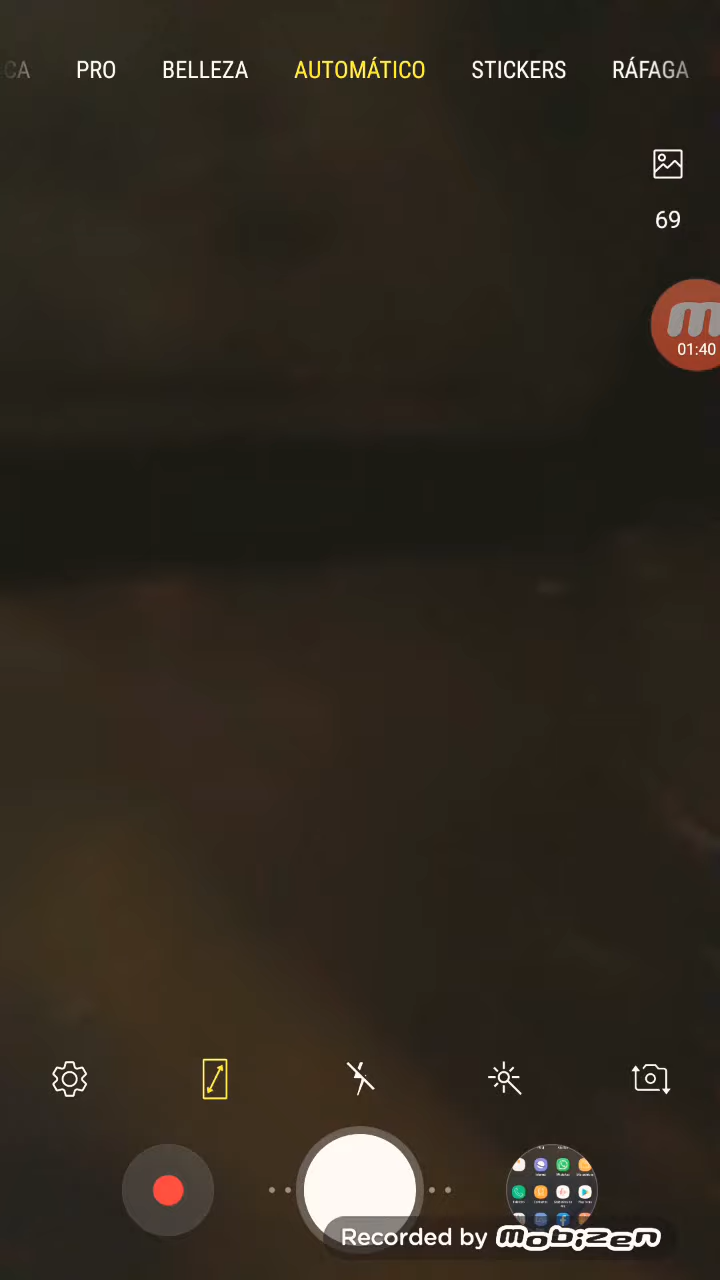 CA PRO BELLEZA AUTOMÁTICO STICKERS RÁFAGA
69
01:40
Recorded by mobizen